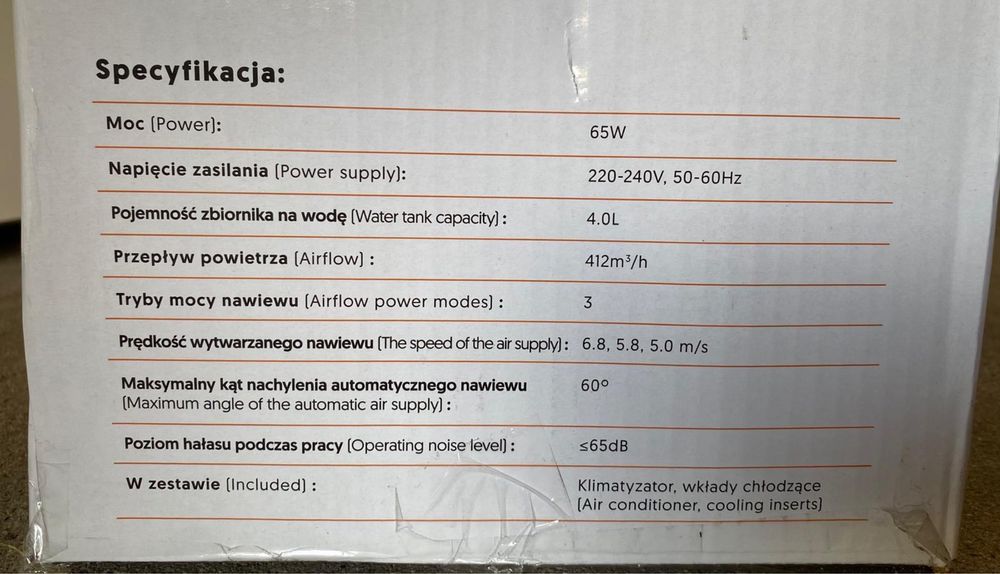 Specyfikacja:
Moc (Power): 65W
Napięcie zasilania (Power supply): 220-240V, 50-60Hz
Pojemność zbiornika na wodę (Water tank capacity) : 4.0L
Przepływ powietrza (Airflow) : 412m³/h
Tryby mocy nawiewu (Airflow power modes) : 3
Prędkość wytwarzanego nawiewu (The speed of the air supply) : 6.8, 5.8, 5.0 m/s
Maksymalny kąt nachylenia automatycznego nawiewu 60°
(Maximum angle of the automatic air supply) :
Poziom hałasu podczas pracy (Operating noise level) : ≤65dB
W zestawie (Included) : Klimatyzator, wkłady chłodzące
(Air conditioner, cooling inserts)